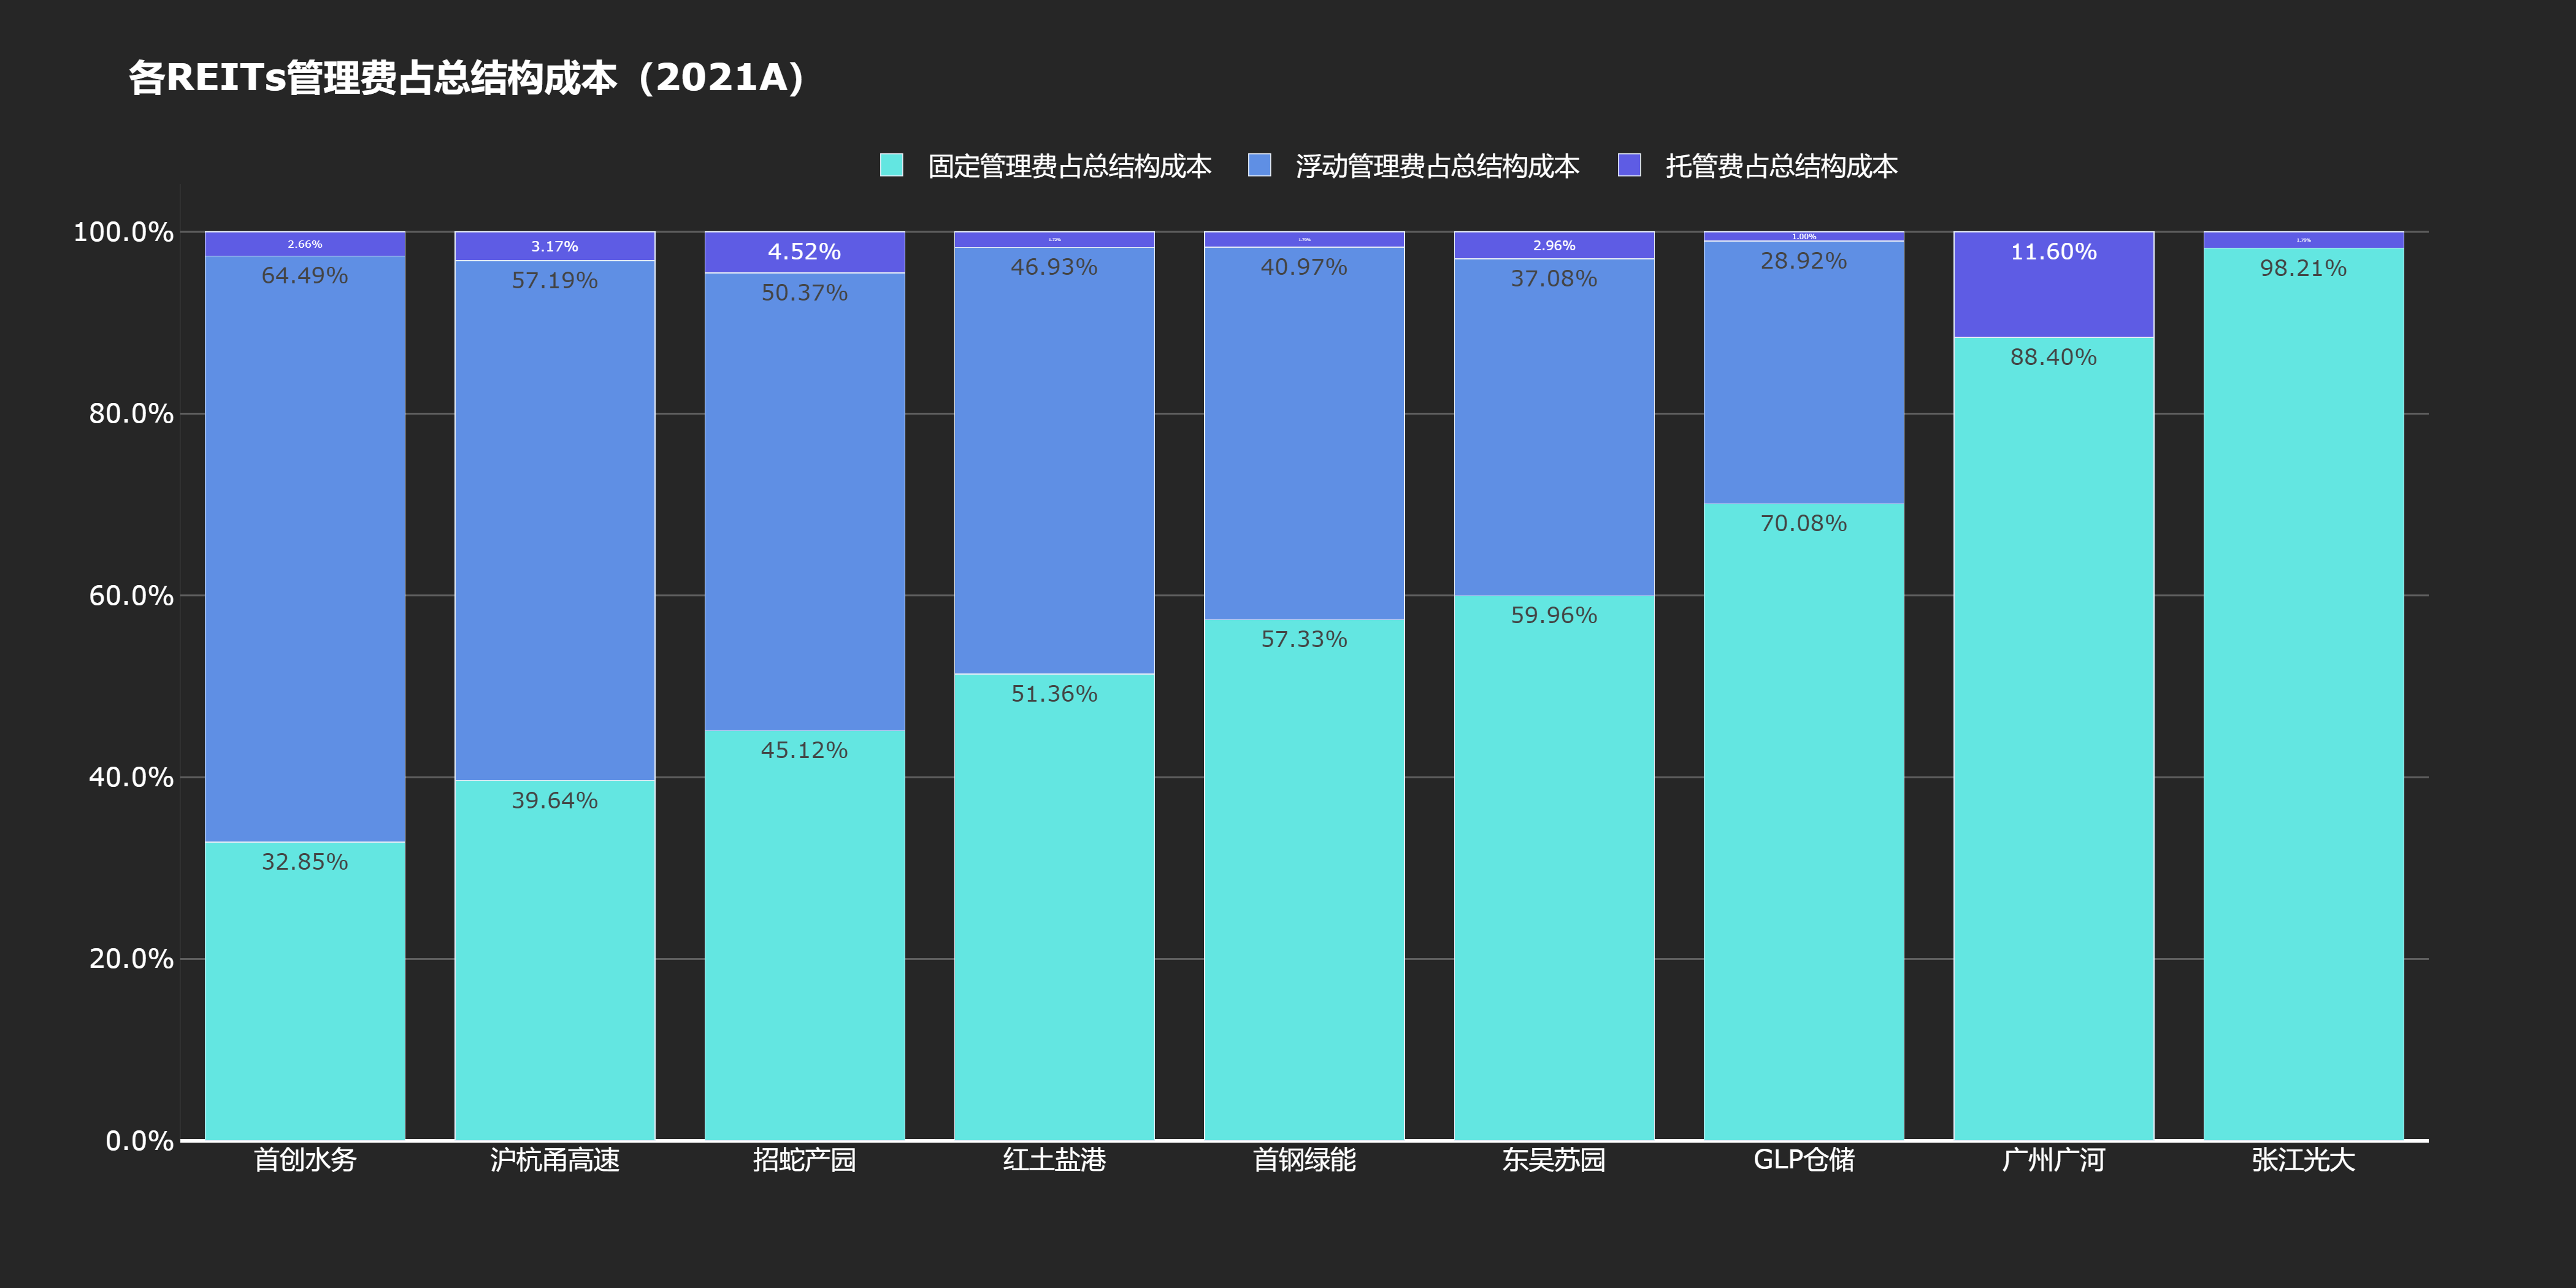 各REITs管理费占总结构成本（2021A）
固定管理费占总结构成本 浮动管理费占总结构成本 托管费占总结构成本
100.0%
80.0%
60.0%
40.0%
20.0%
0.0%
2.66% 3.17% 4.52% 1.72% 1.70% 2.96% 1.00% 11.60% 1.79%
64.49% 57.19% 50.37% 46.93% 40.97% 37.08% 28.92%
32.85% 39.64% 45.12% 51.36% 57.33% 59.96% 70.08% 88.40% 98.21%
首创水务 沪杭甬高速 招蛇产园 红土盐港 首钢绿能 东吴苏园 GLP仓储 广州广河 张江光大